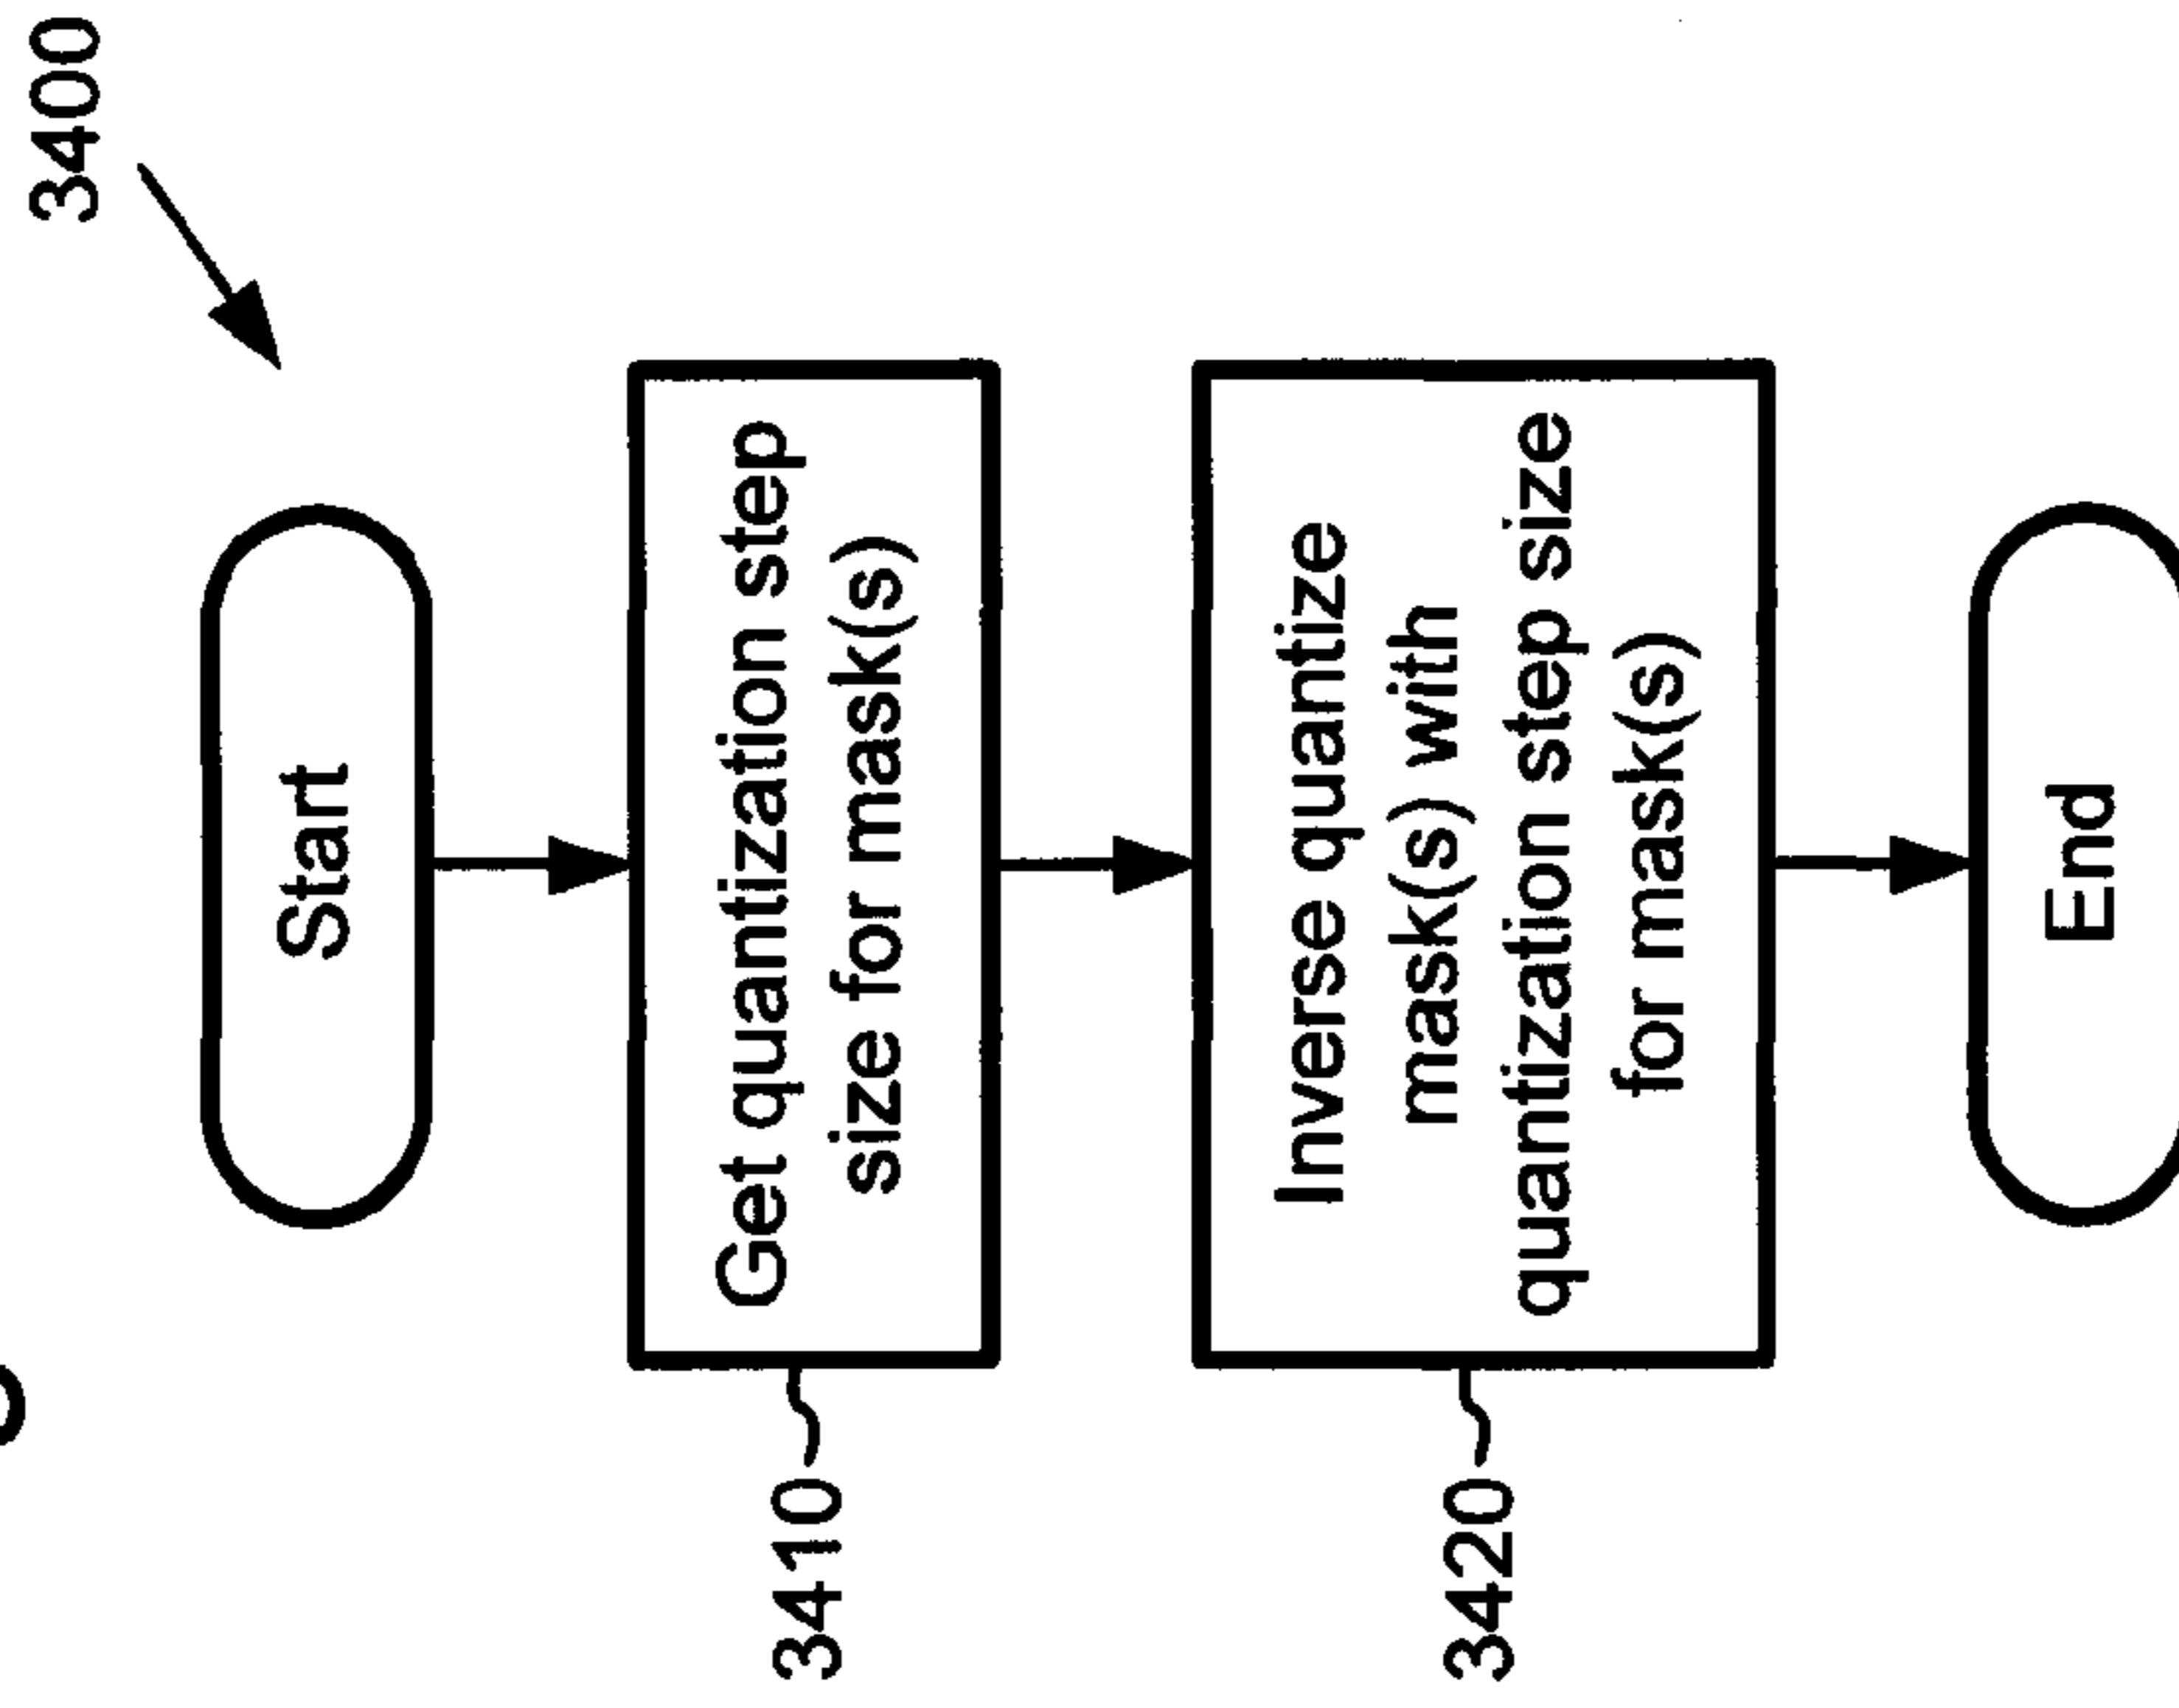 3400
Start
3410
Get quantization step
size for mask(s)
3420
Inverse quantize
mask(s) with
quantization step size
for mask(s)
End